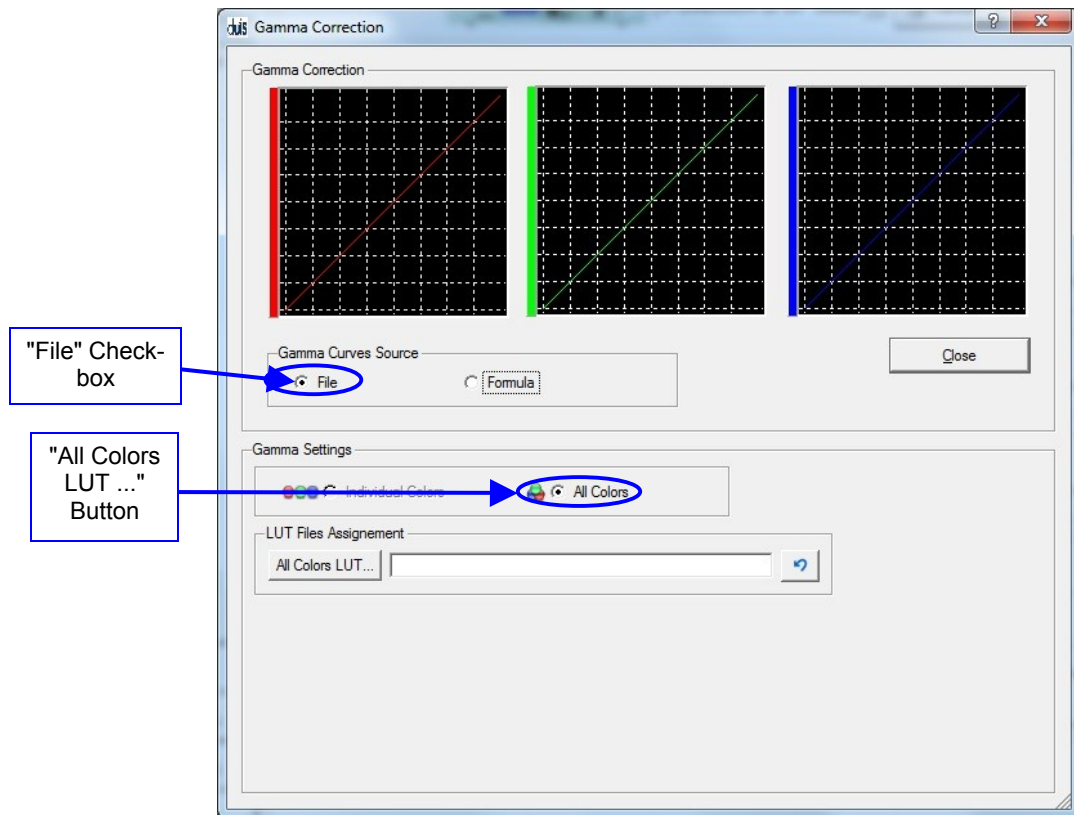 duis Gamma Correction
?
X
Gamma Correction
"File" Check-
box
Gamma Curves Source
File
Formula
Close
"All Colors
LUT ..."
Button
Gamma Settings
Individual Colors
All Colors
LUT Files Assignement
All Colors LUT...